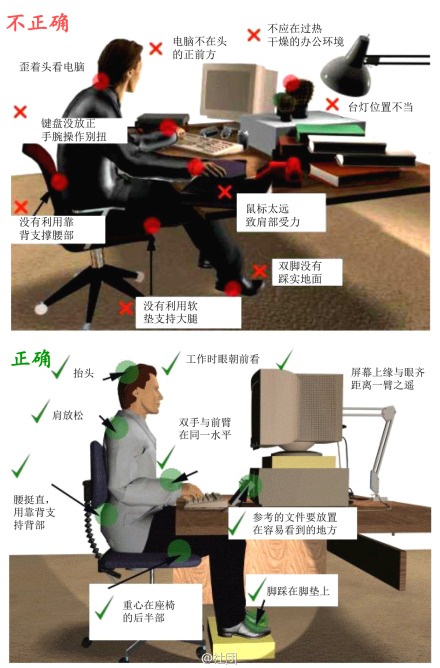 不正确
电脑不在头
的正前方
不应在过热
干燥的办公环境
歪着头看电脑
台灯位置不当
键盘没放正
手腕操作别扭
鼠标太远
致肩部受力
没有利用靠
背支撑腰部
双脚没有
踩实地面
没有利用软
垫支持大腿
正确
抬头
工作时眼朝前看
屏幕上缘与眼齐
距离一臂之遥
肩放松
双手与前臂
在同一水平
腰挺直，
用靠背支
持背部
参考的文件要放置
在容易看到的地方
脚踩在脚垫上
重心在座椅
的后半部
@社团